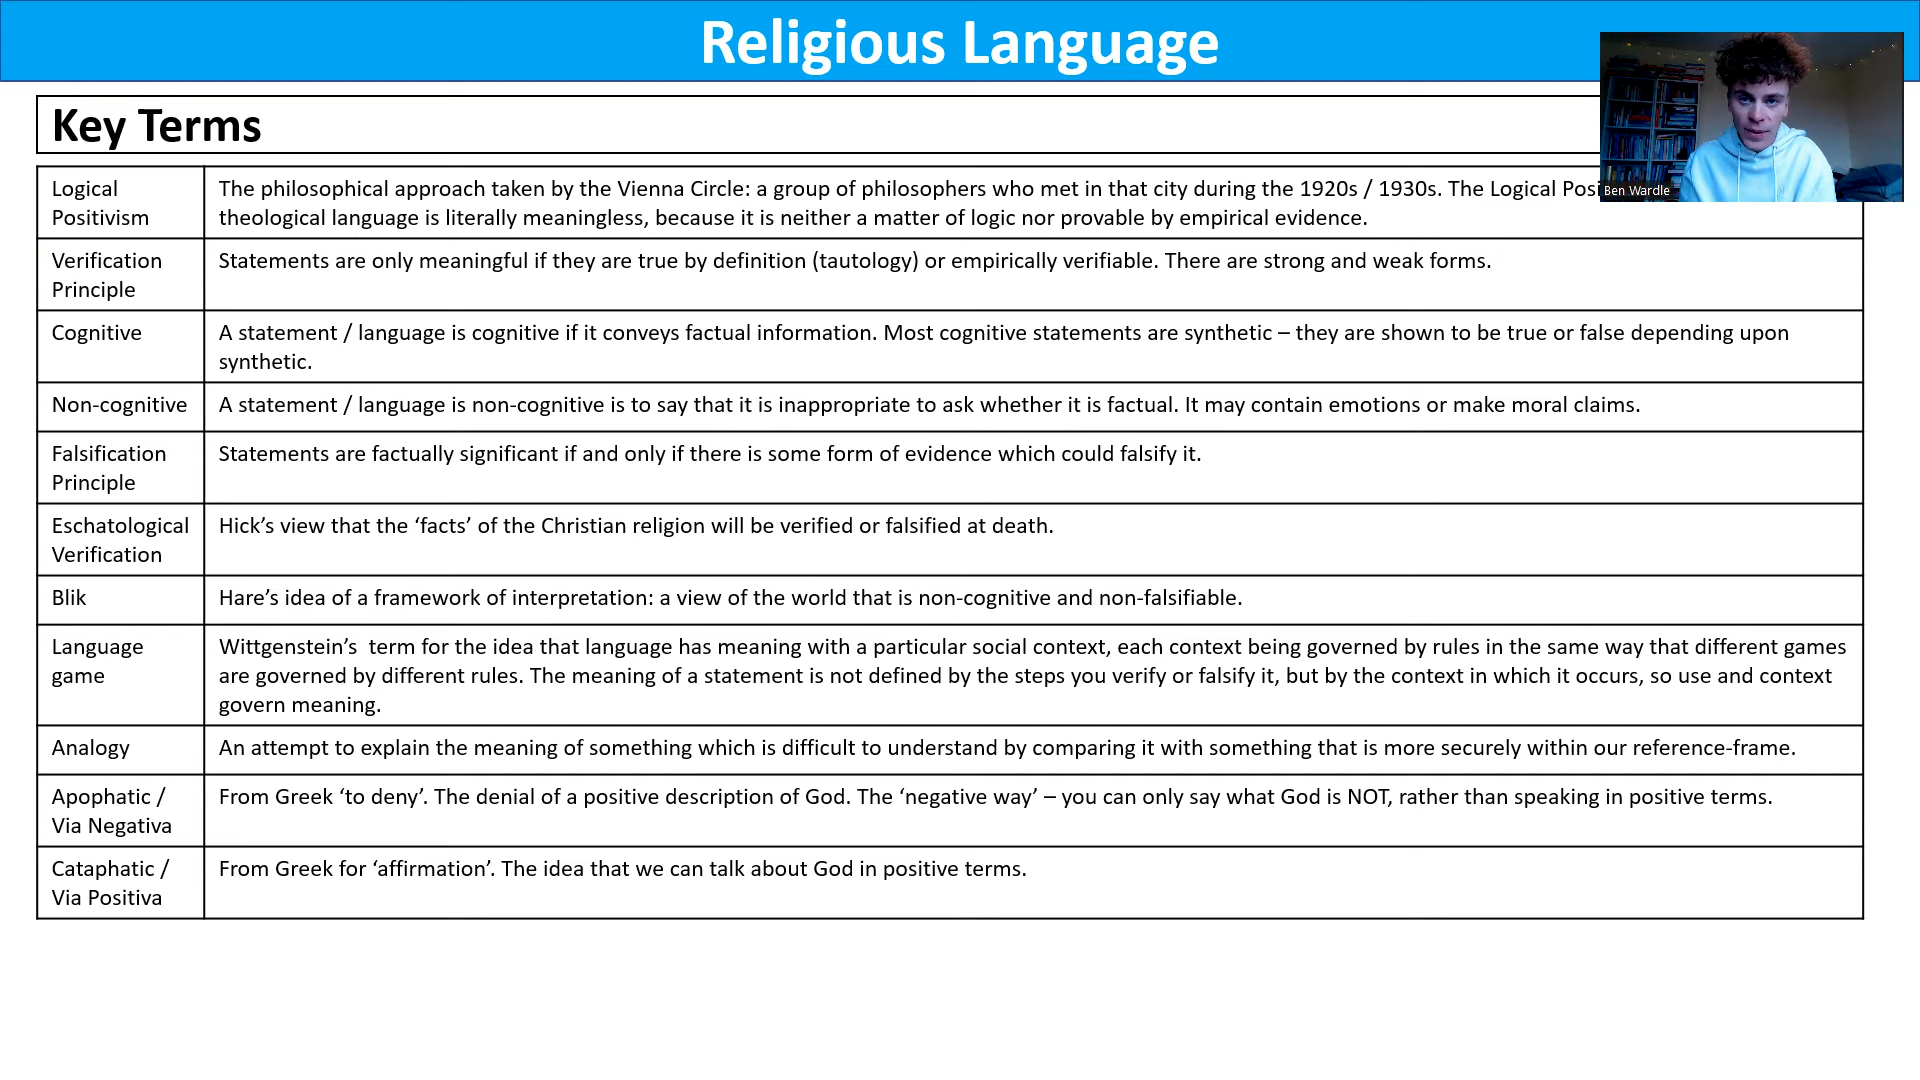 Religious Language
Key Terms
Ben Wardle
Logical
Positivism
The philosophical approach taken by the Vienna Circle: a group of philosophers who met in that city during the 1920s / 1930s. The Logical
theological language is literally meaningless, because it is neither a matter of logic nor provable by empirical evidence.
Verification
Principle
Statements are only meaningful if they are true by definition (tautology) or empirically verifiable. There are strong and weak forms.
Cognitive
A statement / language is cognitive if it conveys factual information. Most cognitive statements are synthetic – they are shown to be true or false depending upon
synthetic.
Non-cognitive
A statement / language is non-cognitive is to say that it is inappropriate to ask whether it is factual. It may contain emotions or make moral claims.
Falsification
Principle
Statements are factually significant if and only if there is some form of evidence which could falsify it.
Eschatological
Verification
Hick’s view that the ‘facts’ of the Christian religion will be verified or falsified at death.
Blik
Hare’s idea of a framework of interpretation: a view of the world that is non-cognitive and non-falsifiable.
Language
game
Wittgenstein’s  term for the idea that language has meaning with a particular social context, each context being governed by rules in the same way that different games
are governed by different rules. The meaning of a statement is not defined by the steps you verify or falsify it, but by the context in which it occurs, so use and context
govern meaning.
Analogy
An attempt to explain the meaning of something which is difficult to understand by comparing it with something that is more securely within our reference-frame.
Apophatic /
Via Negativa
From Greek ‘to deny’. The denial of a positive description of God. The ‘negative way’ – you can only say what God is NOT, rather than speaking in positive terms.
Cataphatic /
Via Positiva
From Greek for ‘affirmation’. The idea that we can talk about God in positive terms.